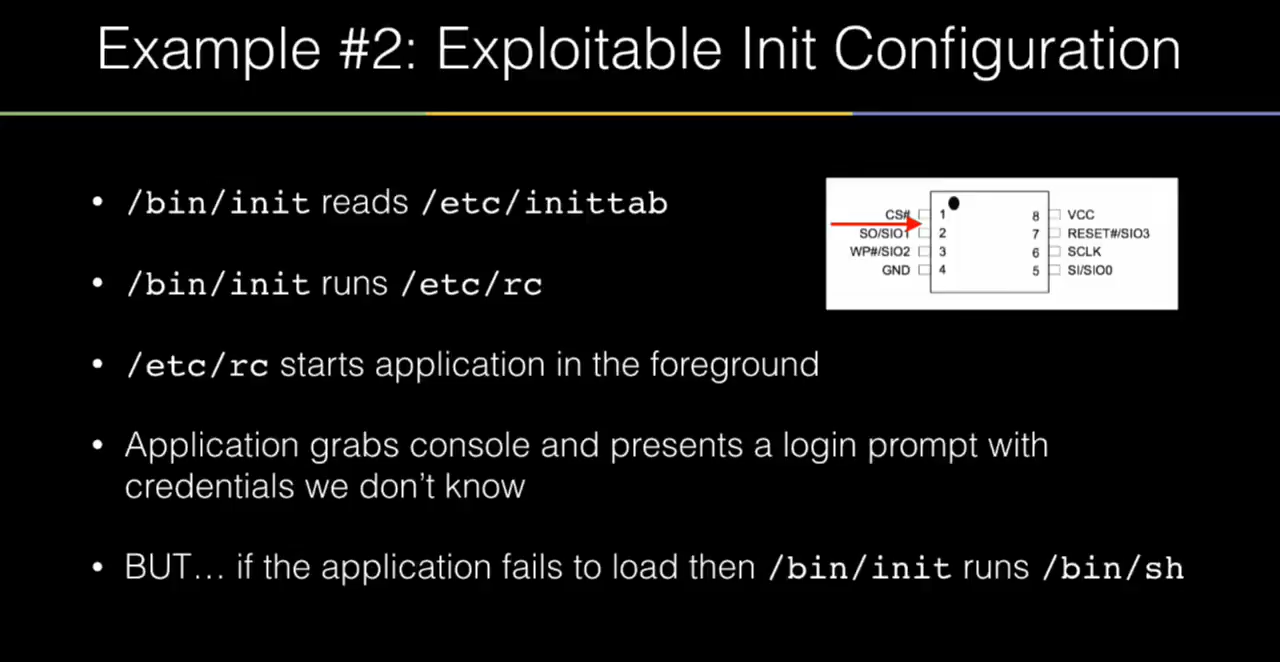 Example #2: Exploitable Init Configuration
• /bin/init reads /etc/inittab
• /bin/init runs /etc/rc
• /etc/rc starts application in the foreground
• Application grabs console and presents a login prompt with
credentials we don't know
• BUT... if the application fails to load then /bin/init runs /bin/sh
CS# 1 8 VCC
SO/SIO1 2 7 RESET#/SIO3
WP#/SIO2 3 6 SCLK
GND 4 5 SI/SIO0